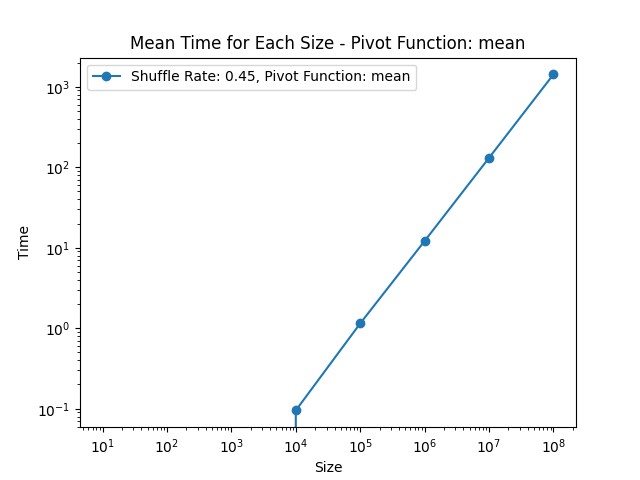 Mean Time for Each Size - Pivot Function: mean
Shuffle Rate: 0.45, Pivot Function: mean
10³
10²
10¹
10⁰
10⁻¹
Time
10¹ 10² 10³ 10⁴ 10⁵ 10⁶ 10⁷ 10⁸
Size